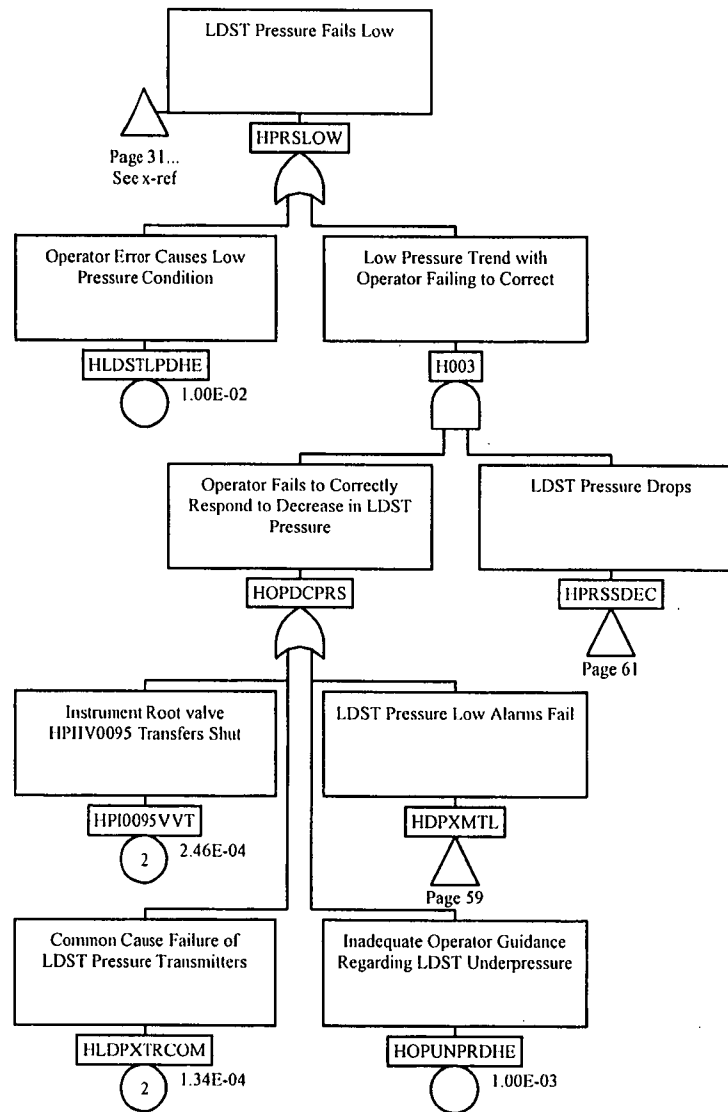 LDST Pressure Fails Low
HPRSLOW
Page 31...
See x-ref
Operator Error Causes Low
Pressure Condition
HLDSTLPDHE
1.00E-02
Low Pressure Trend with
Operator Failing to Correct
H003
Operator Fails to Correctly
Respond to Decrease in LDST
Pressure
HOPDCPRS
LDST Pressure Drops
HPRSSDEC
Page 61
Instrument Root valve
HPIIV0095 Transfers Shut
HPI0095VVT
2
2.46E-04
LDST Pressure Low Alarms Fail
HDPXMTL
Page 59
Common Cause Failure of
LDST Pressure Transmitters
HLDPXTRCOM
2
1.34E-04
Inadequate Operator Guidance
Regarding LDST Underpressure
HOPUNPRDHE
1.00E-03